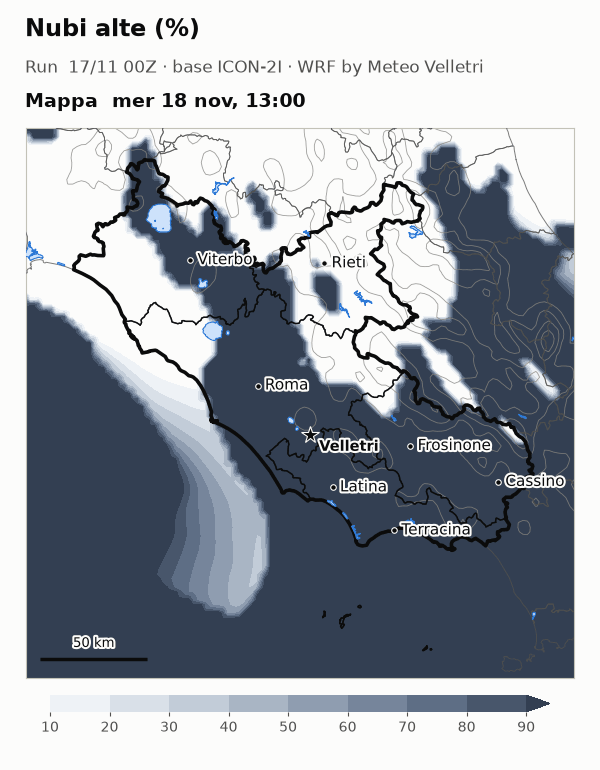 Nubi alte (%)
Run  17/11 00Z · base ICON-2I · WRF by Meteo Velletri
Mappa  mer 18 nov, 13:00
Viterbo
Rieti
Roma
Velletri
Frosinone
Cassino
Latina
Terracina
50 km
10 20 30 40 50 60 70 80 90